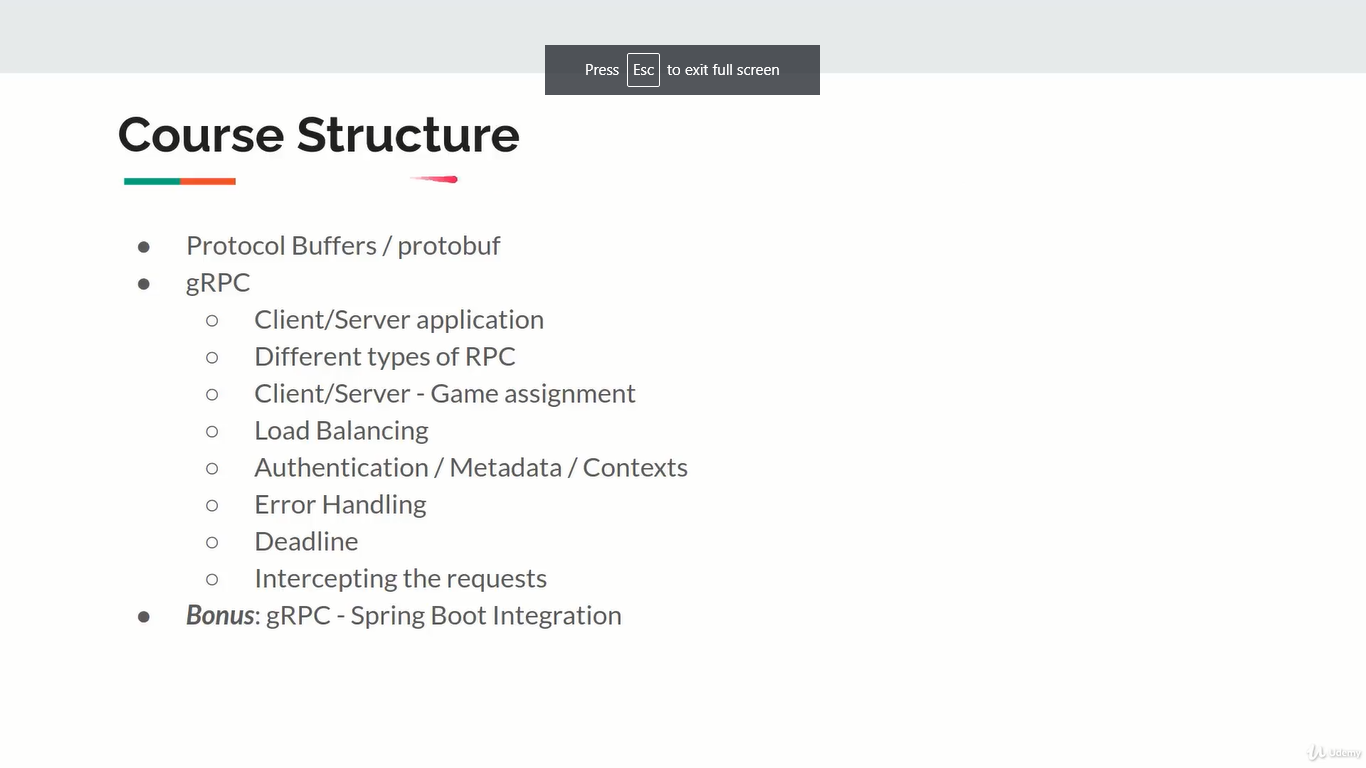 Press Esc to exit full screen
Course Structure
● Protocol Buffers / protobuf
● gRPC
○ Client/Server application
○ Different types of RPC
○ Client/Server - Game assignment
○ Load Balancing
○ Authentication / Metadata / Contexts
○ Error Handling
○ Deadline
○ Intercepting the requests
● Bonus: gRPC - Spring Boot Integration
Udemy